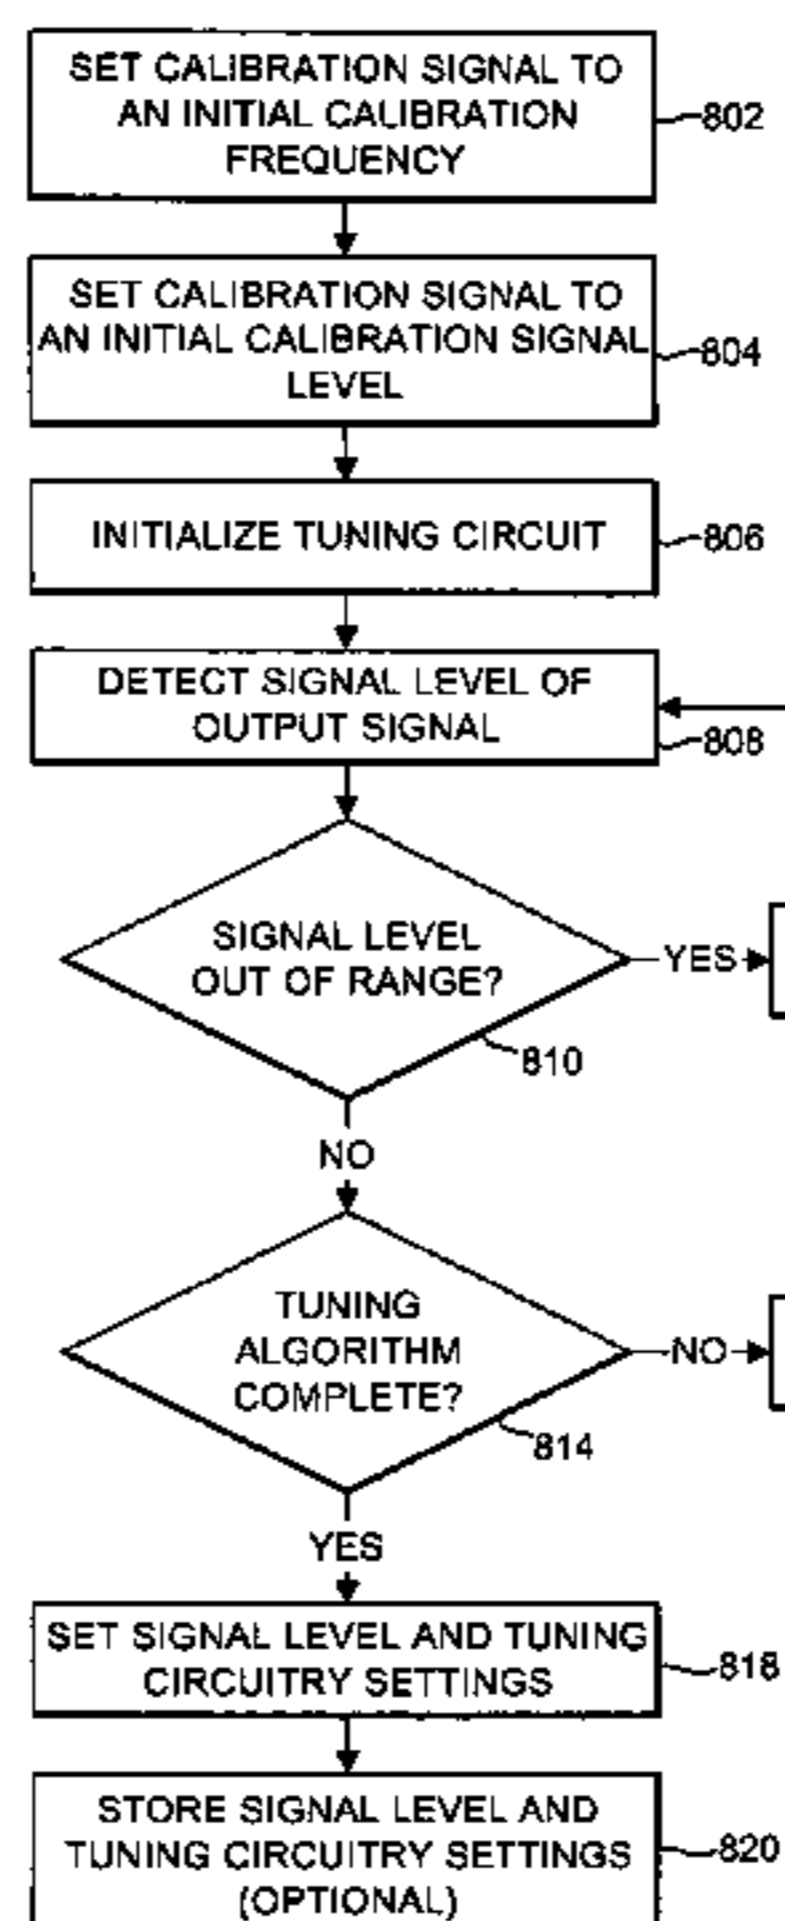 SET CALIBRATION SIGNAL TO
AN INITIAL CALIBRATION
FREQUENCY
802
SET CALIBRATION SIGNAL TO
AN INITIAL CALIBRATION SIGNAL
LEVEL
804
INITIALIZE TUNING CIRCUIT
806
DETECT SIGNAL LEVEL OF
OUTPUT SIGNAL
808
SIGNAL LEVEL
OUT OF RANGE?
YES
810
NO
TUNING
ALGORITHM
COMPLETE?
NO
814
YES
SET SIGNAL LEVEL AND TUNING
CIRCUITRY SETTINGS
818
STORE SIGNAL LEVEL AND
TUNING CIRCUITRY SETTINGS
(OPTIONAL)
820